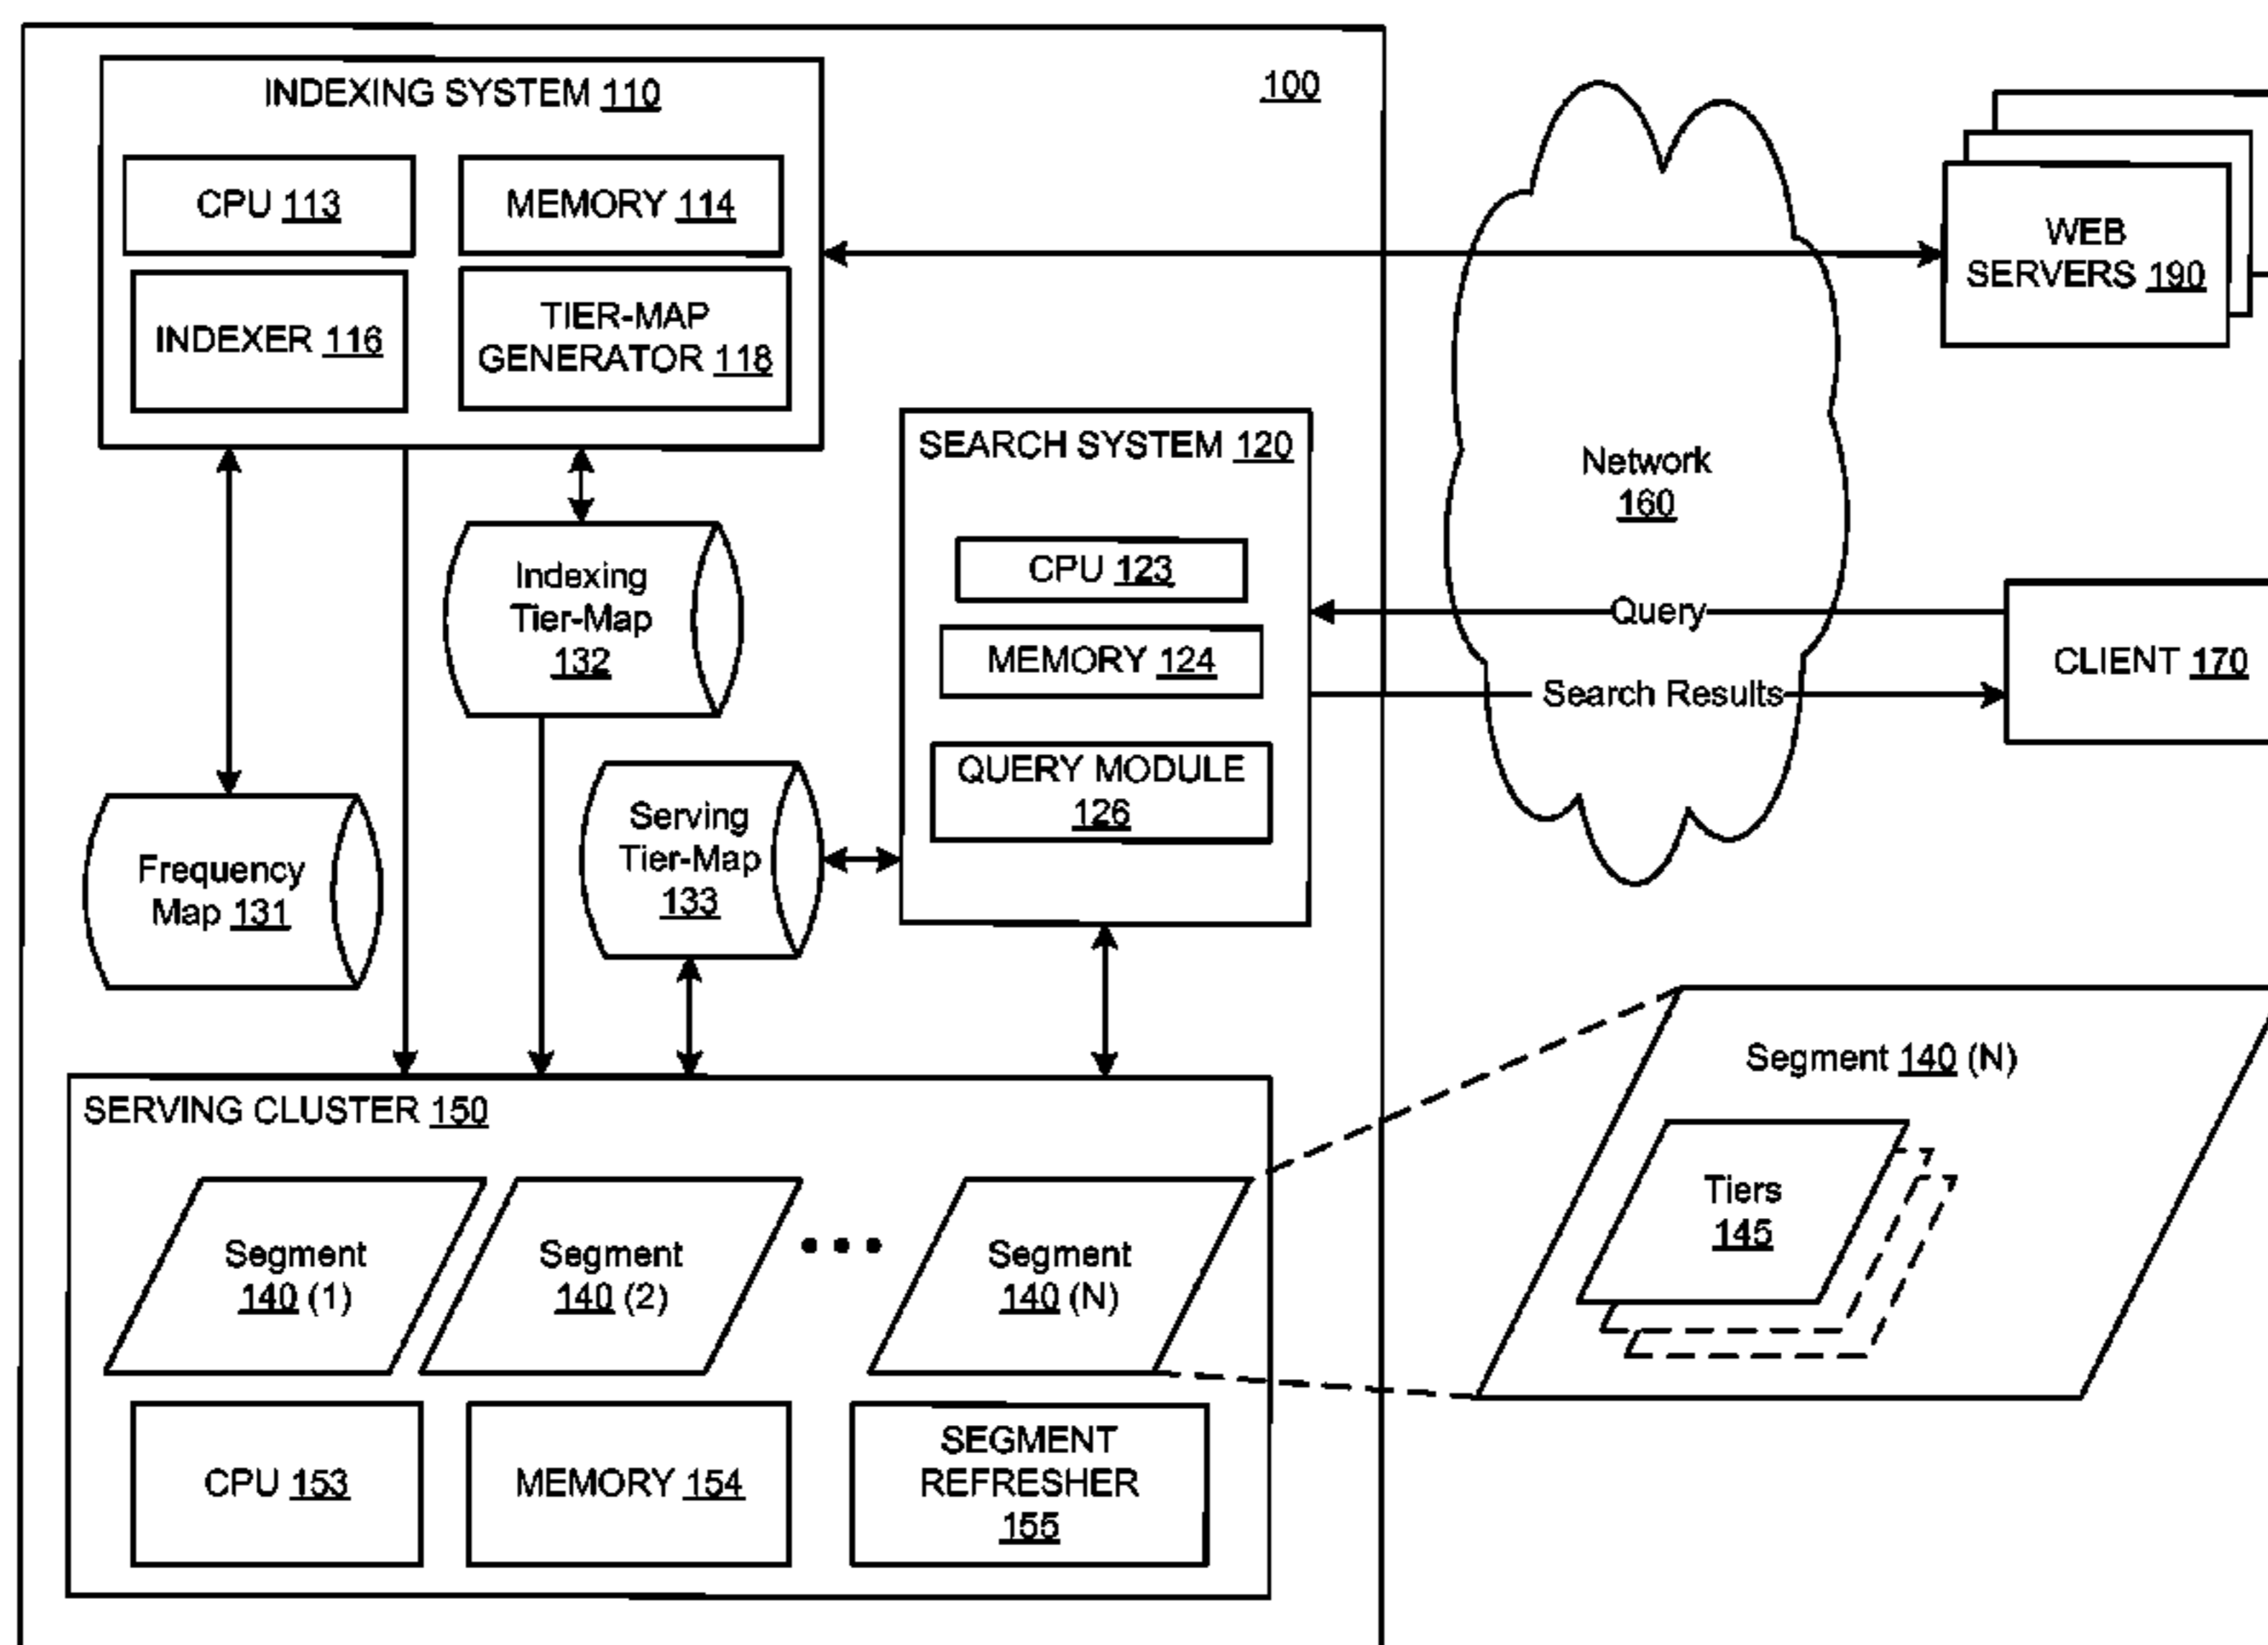 INDEXING SYSTEM 110
100
CPU 113
MEMORY 114
INDEXER 116
TIER-MAP
GENERATOR 118
WEB
SERVERS 190
SEARCH SYSTEM 120
CPU 123
MEMORY 124
QUERY MODULE
126
Network
160
Query
Search Results
CLIENT 170
Indexing
Tier-Map
132
Serving
Tier-Map
133
Frequency
Map 131
SERVING CLUSTER 150
Segment
140 (1)
Segment
140 (2)
•••
Segment
140 (N)
CPU 153
MEMORY 154
SEGMENT
REFRESHER
155
Segment 140 (N)
Tiers
145